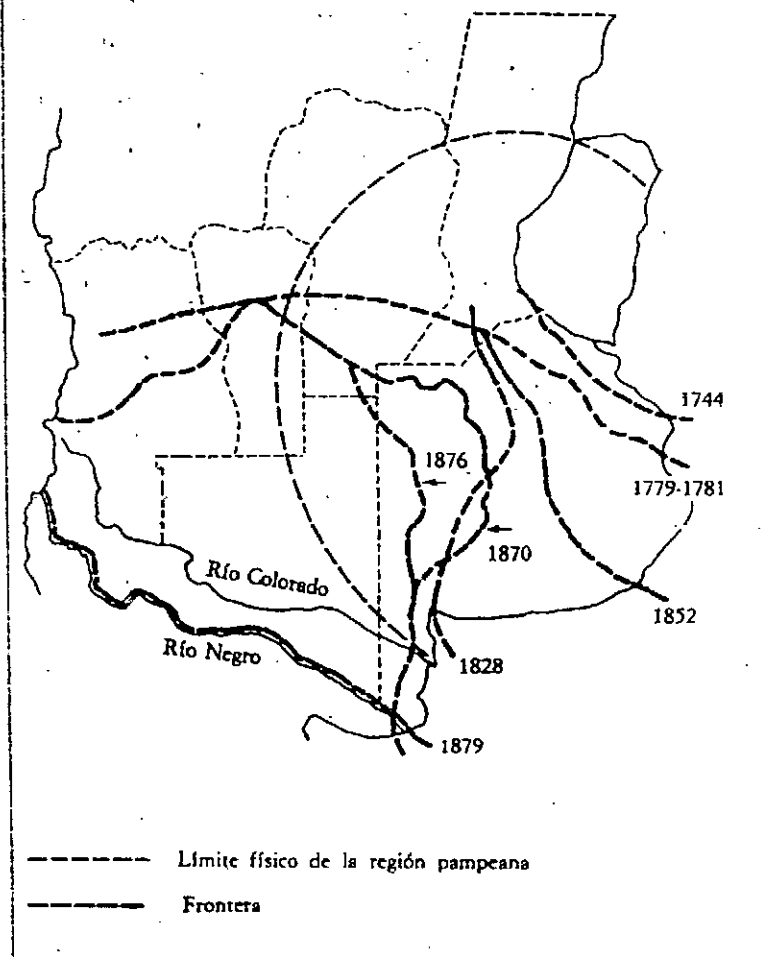 1744
1876
1779-1781
1870
Río Colorado
1852
Río Negro
1828
1879
Límite físico de la región pampeana
Frontera